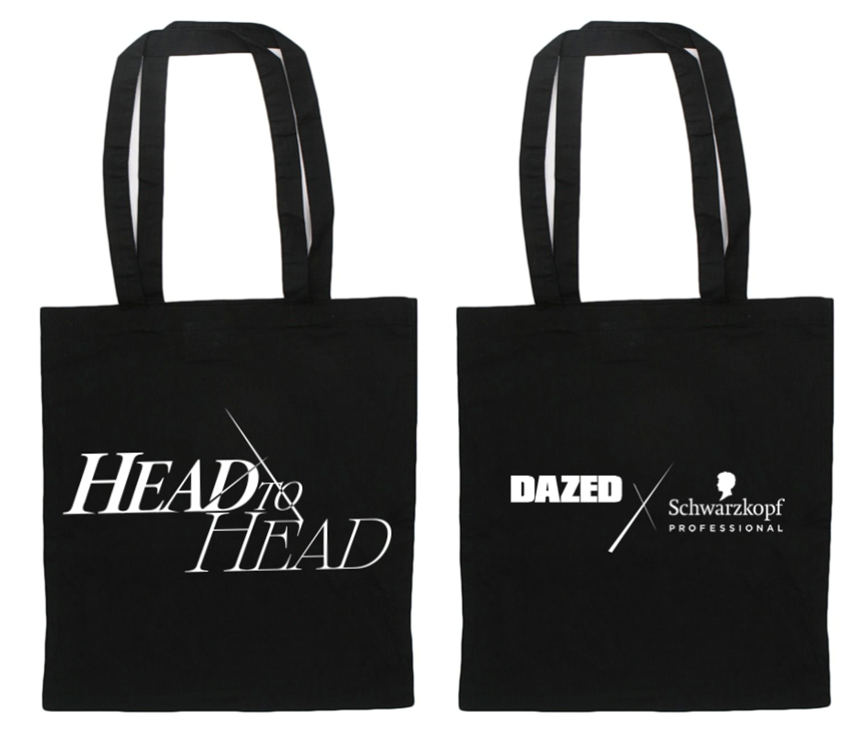 HEAD TO
HEAD
DAZED
Schwarzkopf
PROFESSIONAL